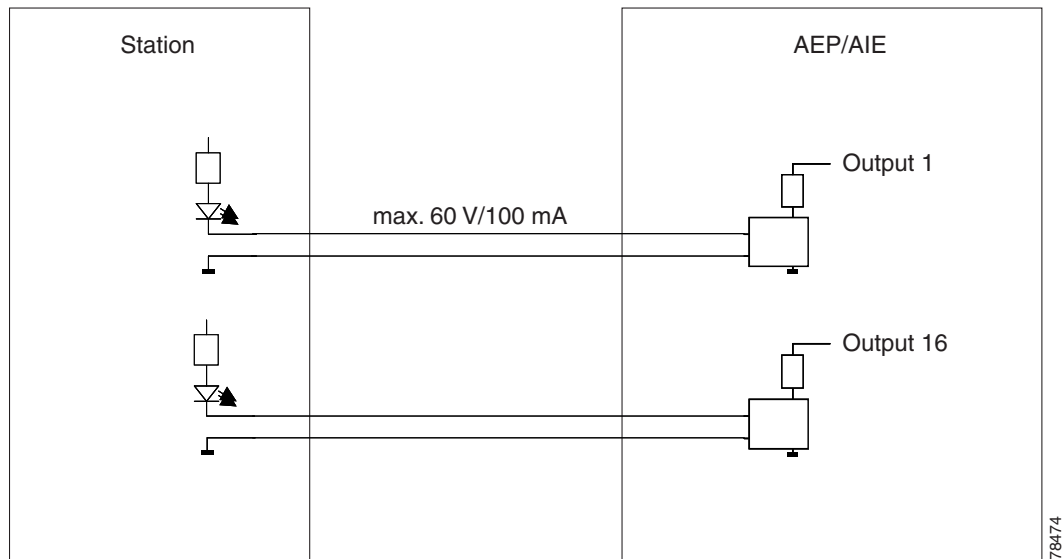 Station
AEP/AIE
Output 1
max. 60 V/100 mA
Output 16
78474